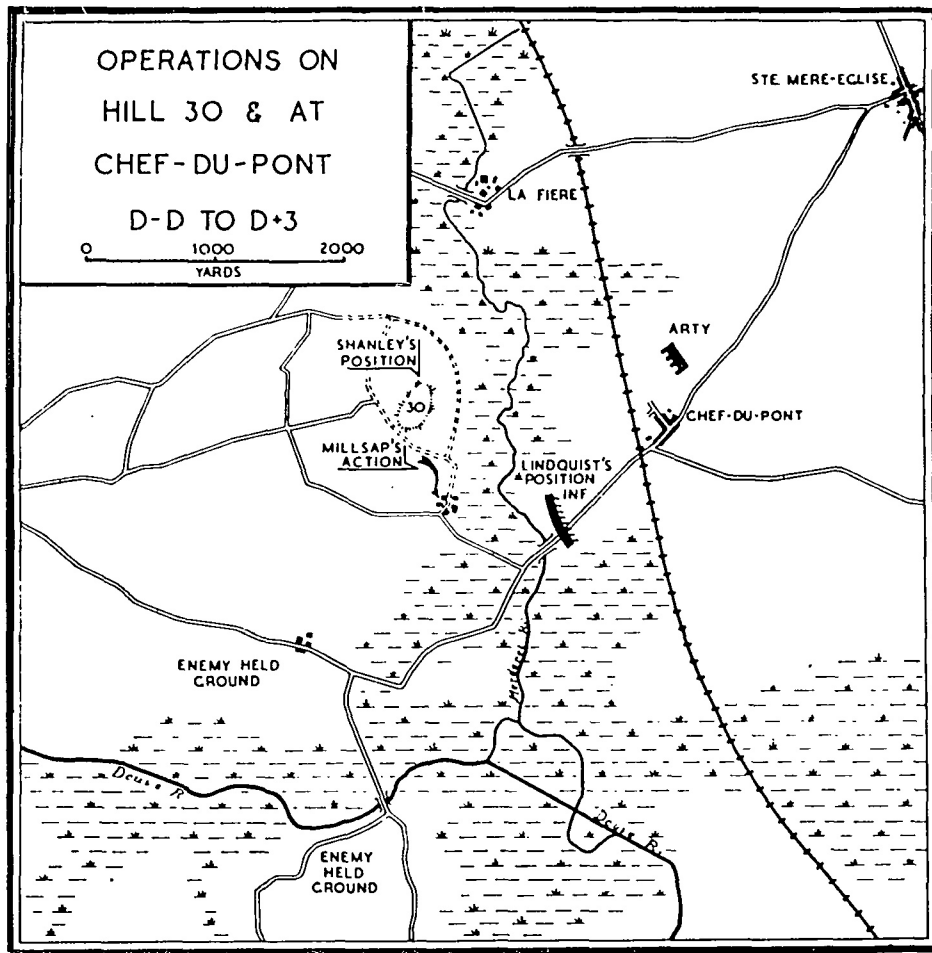 OPERATIONS ON
HILL 30 & AT
CHEF-DU-PONT
D-D TO D+3
0 1000 2000
YARDS
STE. MERE-EGLISE
LA FIERE
ARTY
SHANLEY'S
POSITION
30
CHEF-DU-PONT
MILLSAP'S
ACTION
LINDQUIST'S
POSITION
INF
ENEMY HELD
GROUND
Merderet R.
Douve R.
Douve R.
ENEMY
HELD
GROUND